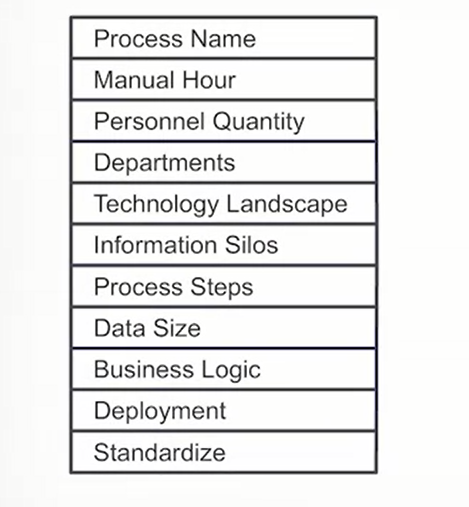 Process Name
Manual Hour
Personnel Quantity
Departments
Technology Landscape
Information Silos
Process Steps
Data Size
Business Logic
Deployment
Standardize